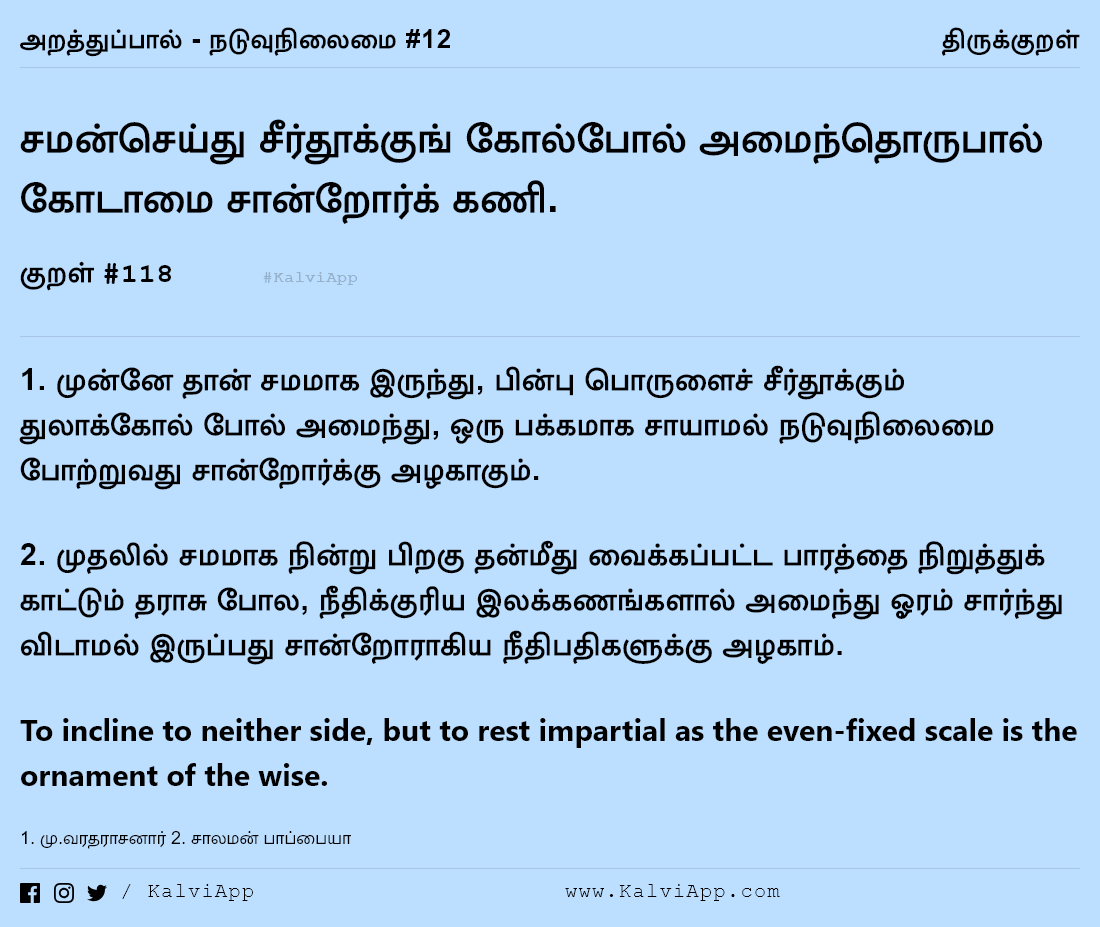 அறத்துப்பால் - நடுவுநிலைமை #12 திருக்குறள்
சமன்செய்து சீர்தூக்குங் கோல்போல் அமைந்தொருபால்
கோடாமை சான்றோர்க் கணி.
குறள் #118 #KalviApp
1. முன்னே தான் சமமாக இருந்து, பின்பு பொருளைச் சீர்தூக்கும்
துலாக்கோல் போல் அமைந்து, ஒரு பக்கமாக சாயாமல் நடுவுநிலைமை
போற்றுவது சான்றோர்க்கு அழகாகும்.
2. முதலில் சமமாக நின்று பிறகு தன்மீது வைக்கப்பட்ட பாரத்தை நிறுத்துக்
காட்டும் தராசு போல, நீதிக்குரிய இலக்கணங்களால் அமைந்து ஓரம் சார்ந்து
விடாமல் இருப்பது சான்றோராகிய நீதிபதிகளுக்கு அழகாம்.
To incline to neither side, but to rest impartial as the even-fixed scale is the
ornament of the wise.
1. மு.வரதராசனார் 2. சாலமன் பாப்பையா
/ KalviApp www.KalviApp.com